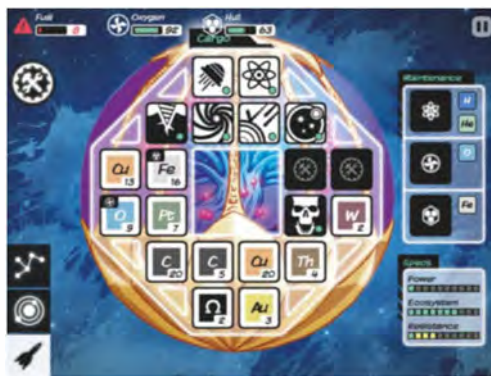 Fuel Oxygen Hull
0 92 63
Cargo
Maintenance
H
He
Cu Fe
13 16
O
O Pt W
9 7 2
Fe
C C Cu Th
20 5 20 4
Specs
Power
Ω Au
2 3
Ecosystem
Resistance